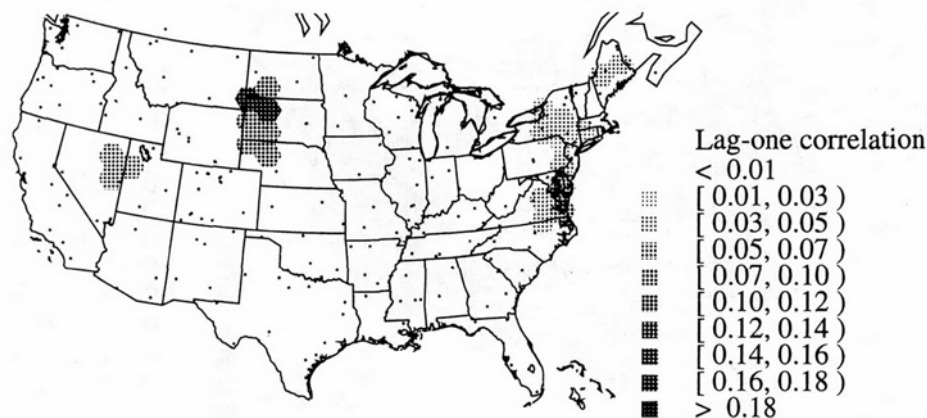 Lag-one correlation
< 0.01
[ 0.01, 0.03 )
[ 0.03, 0.05 )
[ 0.05, 0.07 )
[ 0.07, 0.10 )
[ 0.10, 0.12 )
[ 0.12, 0.14 )
[ 0.14, 0.16 )
[ 0.16, 0.18 )
> 0.18